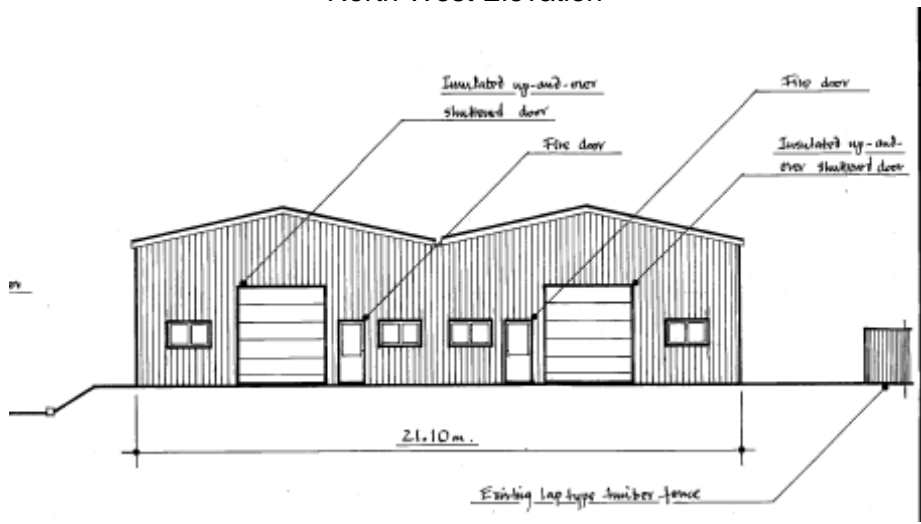 North West Elevation
Insulated up-and-over
shuttered door
Fire door
Fire door
Insulated up-and-
over shuttered door
21.10m.
Existing lap type timber fence